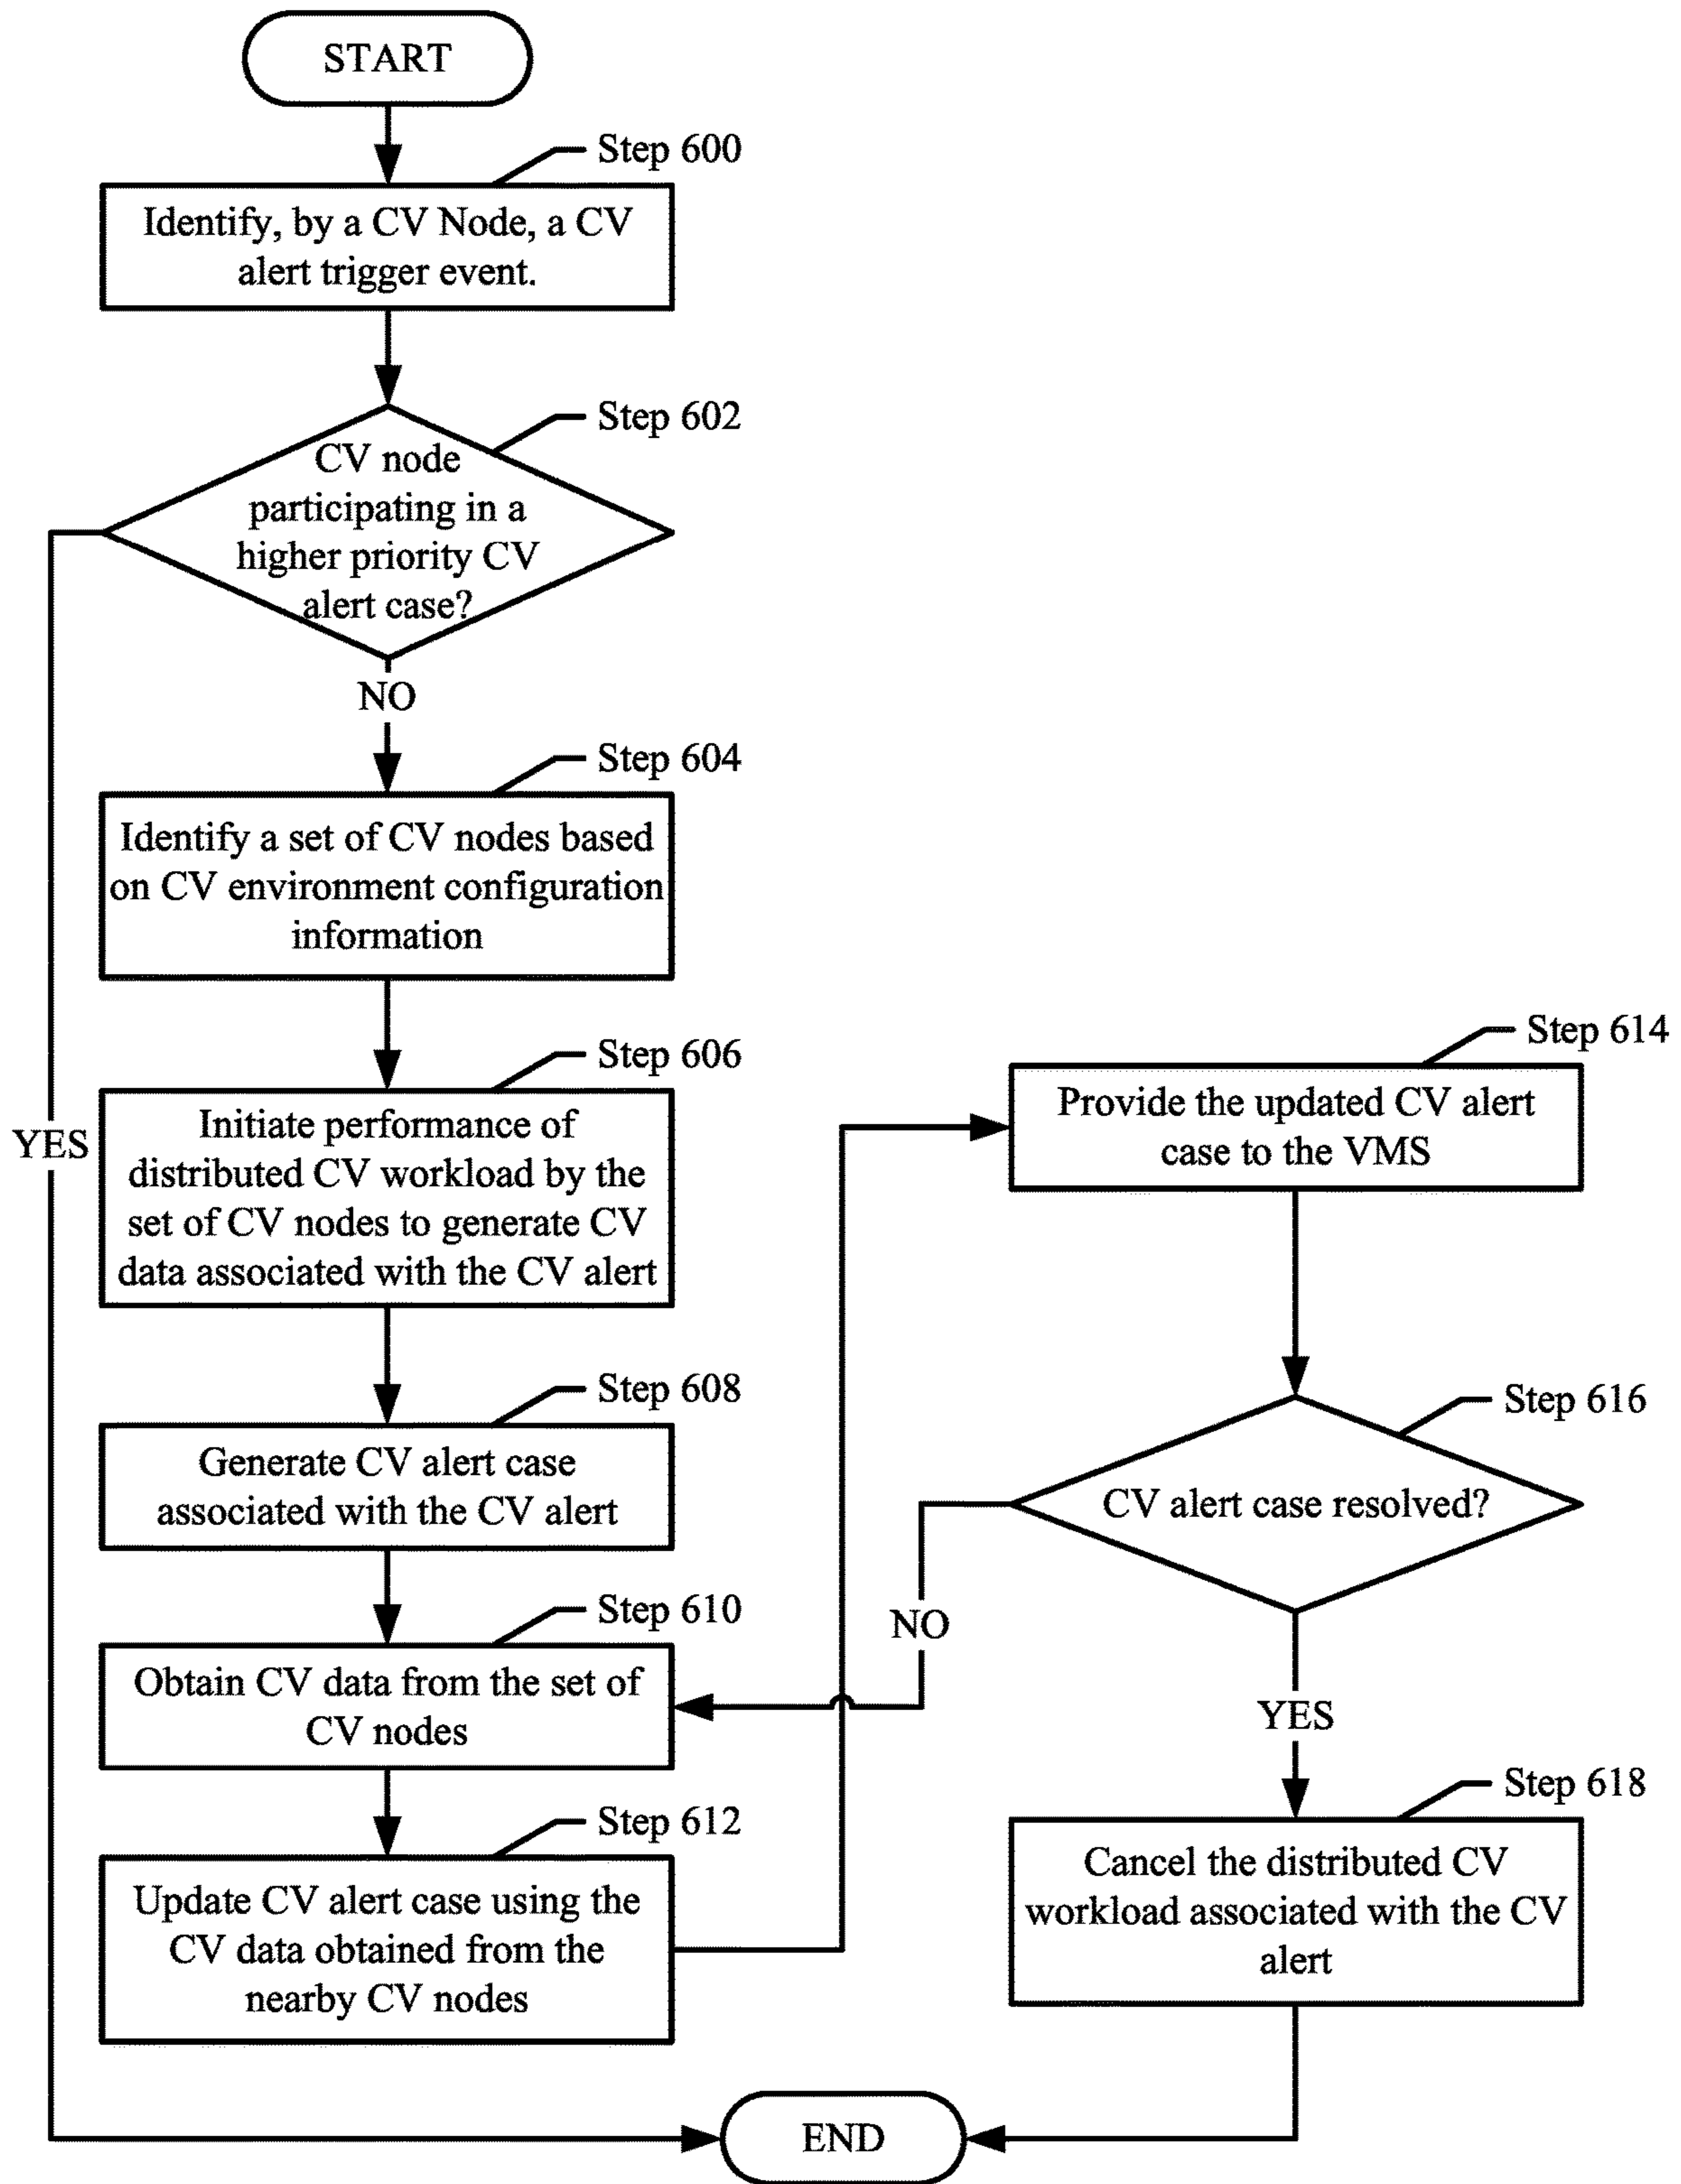 START
Step 600
Identify, by a CV Node, a CV
alert trigger event.
Step 602
CV node
participating in a
higher priority CV
alert case?
NO
YES
Step 604
Identify a set of CV nodes based
on CV environment configuration
information
Step 606
Initiate performance of
distributed CV workload by the
set of CV nodes to generate CV
data associated with the CV alert
Step 608
Generate CV alert case
associated with the CV alert
Step 610
Obtain CV data from the set of
CV nodes
Step 612
Update CV alert case using the
CV data obtained from the
nearby CV nodes
Step 614
Provide the updated CV alert
case to the VMS
Step 616
CV alert case resolved?
NO
YES
Step 618
Cancel the distributed CV
workload associated with the CV
alert
END